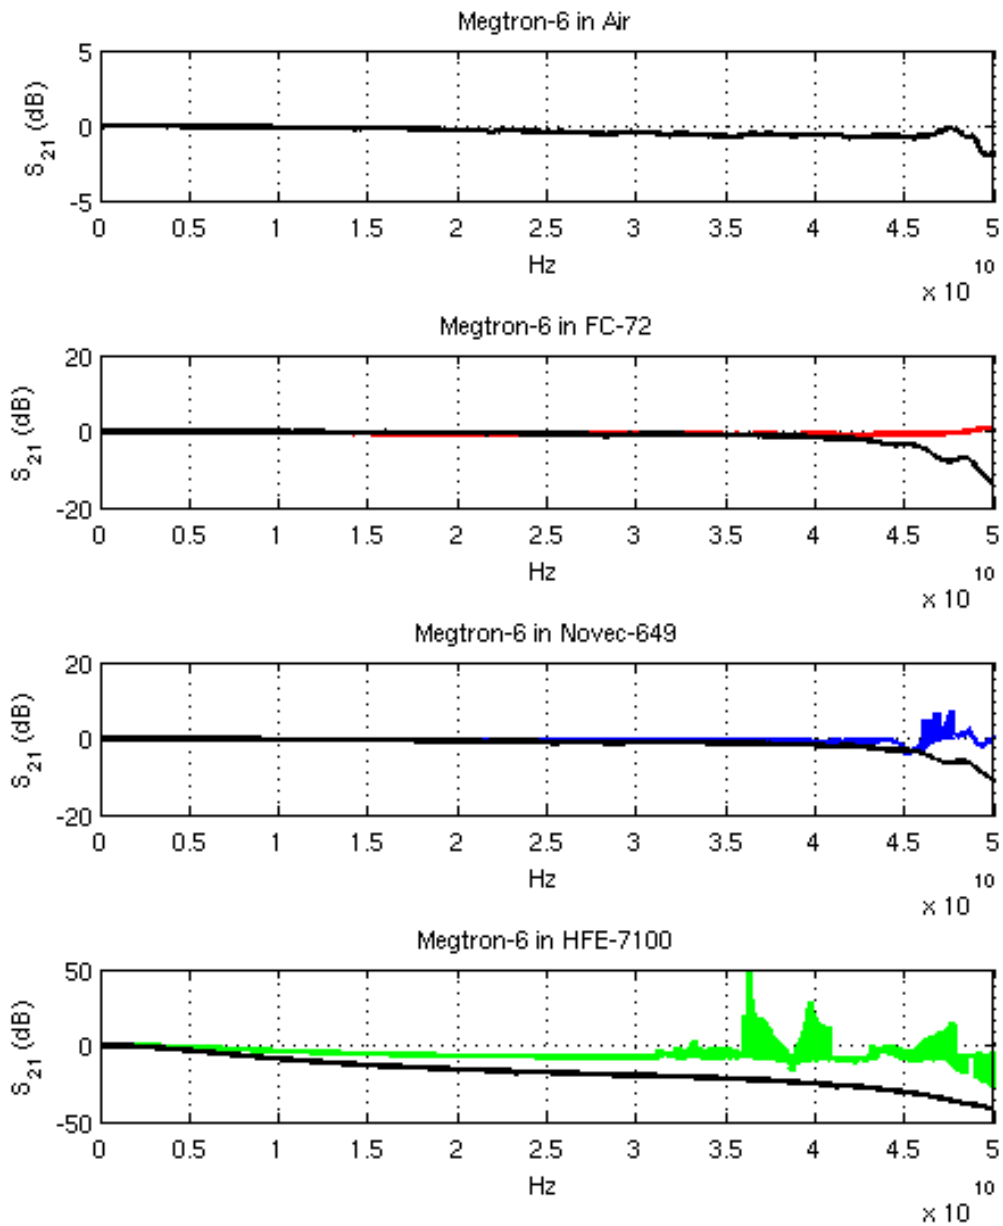 Megtron-6 in Air
S21 (dB)
5
0
-5
0 0.5 1 1.5 2 2.5 3 3.5 4 4.5 5
Hz
x 10^10
Megtron-6 in FC-72
S21 (dB)
20
0
-20
0 0.5 1 1.5 2 2.5 3 3.5 4 4.5 5
Hz
x 10^10
Megtron-6 in Novec-649
S21 (dB)
20
0
-20
0 0.5 1 1.5 2 2.5 3 3.5 4 4.5 5
Hz
x 10^10
Megtron-6 in HFE-7100
S21 (dB)
50
0
-50
0 0.5 1 1.5 2 2.5 3 3.5 4 4.5 5
Hz
x 10^10